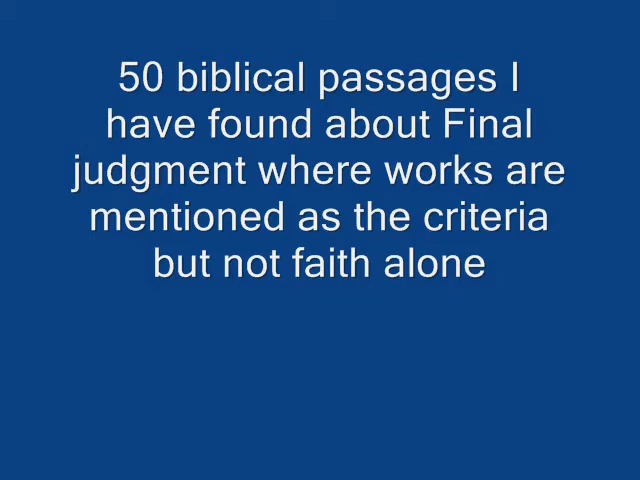 50 biblical passages I
have found about Final
judgment where works are
mentioned as the criteria
but not faith alone